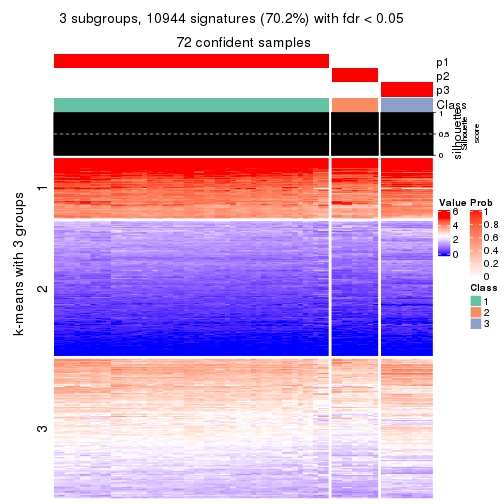 3 subgroups, 10944 signatures (70.2%) with fdr < 0.05
72 confident samples
p1
p2
p3
Class
silhouette
1
0.5
0
Silhouette
score
k-means with 3 groups
1
2
3
Value
6
4
2
0
Prob
1
0.8
0.6
0.4
0.2
0
Class
1
2
3